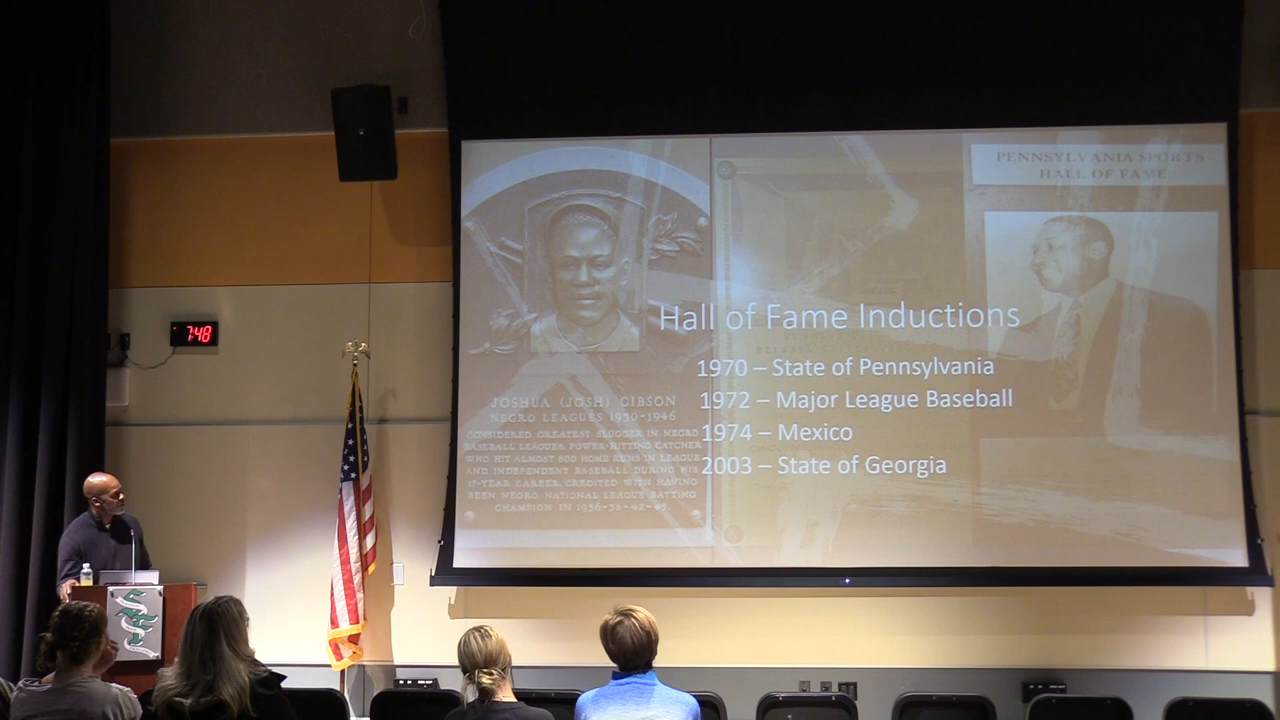 PENNSYLVANIA SPORTS
HALL OF FAME
7:48
Hall of Fame Inductions
1970 – State of Pennsylvania
1972 – Major League Baseball
1974 – Mexico
2003 – State of Georgia
JOSHUA (JOSH) GIBSON
NEGRO LEAGUES 1930-1946
CONSIDERED GREATEST SLUGGER IN NEGRO
BASEBALL LEAGUES. POWER-HITTING CATCHER
WHO HIT ALMOST 800 HOME RUNS IN LEAGUE
AND INDEPENDENT BASEBALL DURING HIS
17-YEAR CAREER. CREDITED WITH HAVING
BEEN NEGRO NATIONAL LEAGUE BATTING
CHAMPION IN 1936-38-42-45.